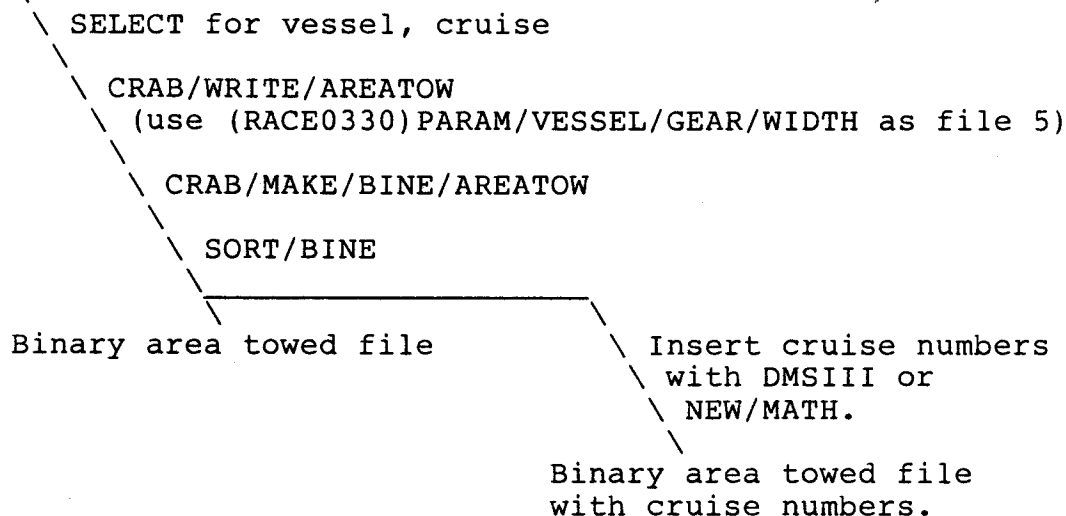 SELECT for vessel, cruise
CRAB/WRITE/AREATOW
(use (RACE0330)PARAM/VESSEL/GEAR/WIDTH as file 5)
CRAB/MAKE/BINE/AREATOW
SORT/BINE
Binary area towed file
Insert cruise numbers
with DMSIII or
NEW/MATH.
Binary area towed file
with cruise numbers.